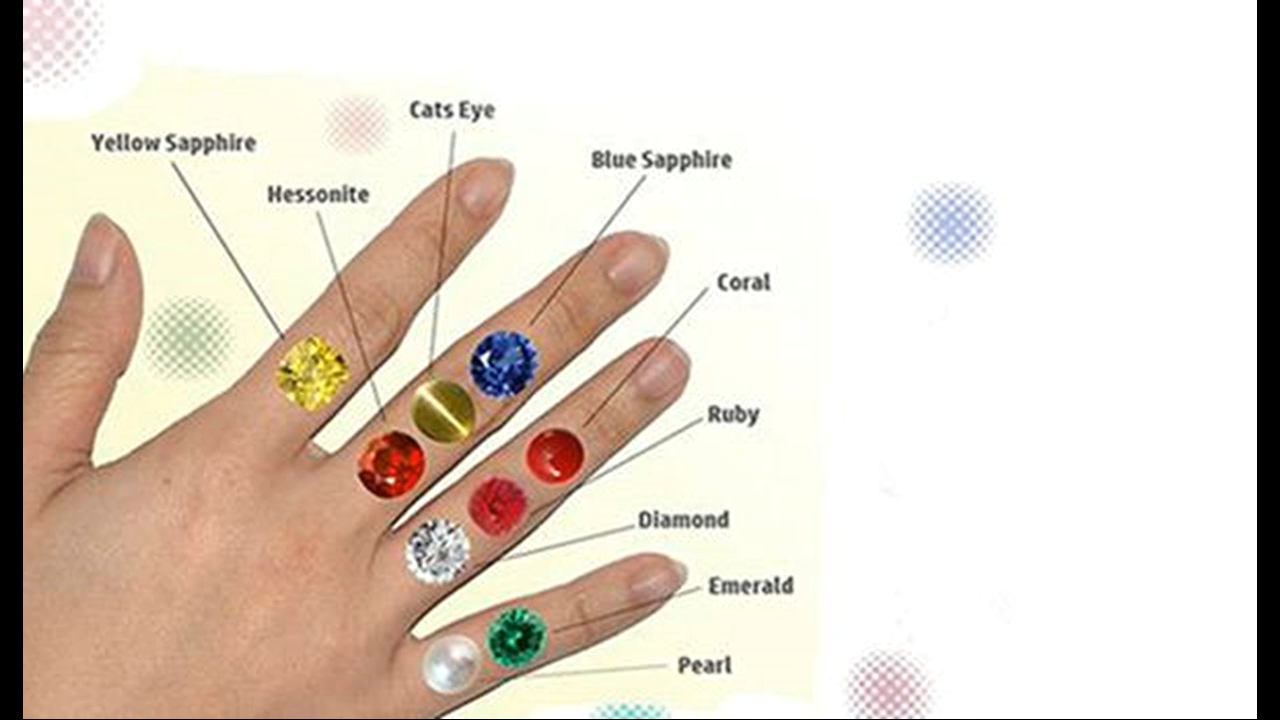 Cats Eye
Yellow Sapphire
Blue Sapphire
Hessonite
Coral
Ruby
Diamond
Emerald
Pearl